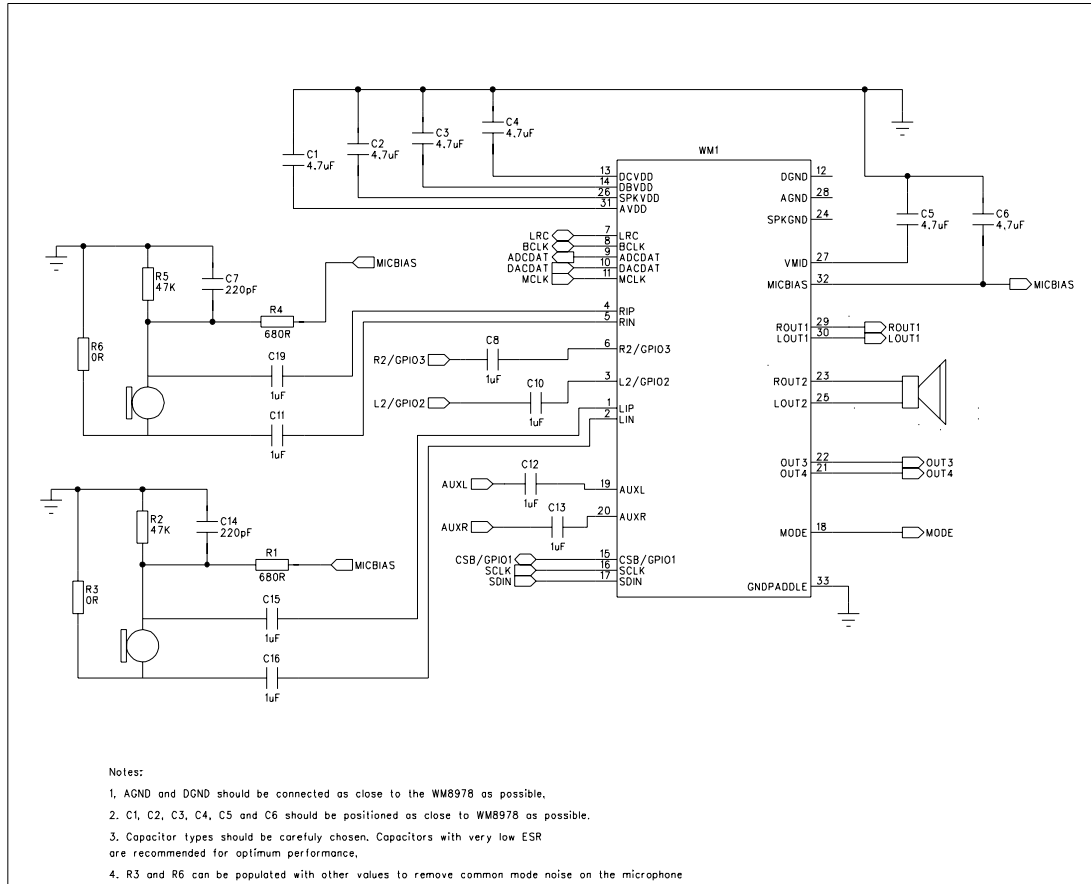 C1
4.7uF
C2
4.7uF
C3
4.7uF
C4
4.7uF
WM1
13 DCVDD
14 DBVDD
26 SPKVDD
31 AVDD
DGND 12
AGND 28
SPKGND 24
C5
4.7uF
C6
4.7uF
LRC 7 LRC
BCLK 8 BCLK
ADCDAT 9 ADCDAT
DACDAT 10 DACDAT
MCLK 11 MCLK
VMID 27
MICBIAS 32 MICBIAS
R5
47K
C7
220pF
MICBIAS
R4
680R
4 RIP
5 RIN
R6
0R
C19
1uF
C11
1uF
R2/GPIO3 C8 6 R2/GPIO3
1uF
L2/GPIO2 C10 3 L2/GPIO2
1uF
1 LIP
2 LIN
ROUT1 29 ROUT1
LOUT1 30 LOUT1
ROUT2 23
LOUT2 25
OUT3 22 OUT3
OUT4 21 OUT4
AUXL C12 19 AUXL
1uF
AUXR C13 20 AUXR
1uF
MODE 18 MODE
CSB/GPIO1 15 CSB/GPIO1
SCLK 16 SCLK
SDIN 17 SDIN
GNDPADDLE 33
R2
47K
C14
220pF
R1
680R
MICBIAS
R3
0R
C15
1uF
C16
1uF
Notes:
1, AGND and DGND should be connected as close to the WM8978 as possible,
2. C1, C2, C3, C4, C5 and C6 should be positioned as close to WM8978 as possible.
3. Capacitor types should be carefuly chosen. Capacitors with very low ESR
are recommended for optimum performance,
4. R3 and R6 can be populated with other values to remove common mode noise on the microphone